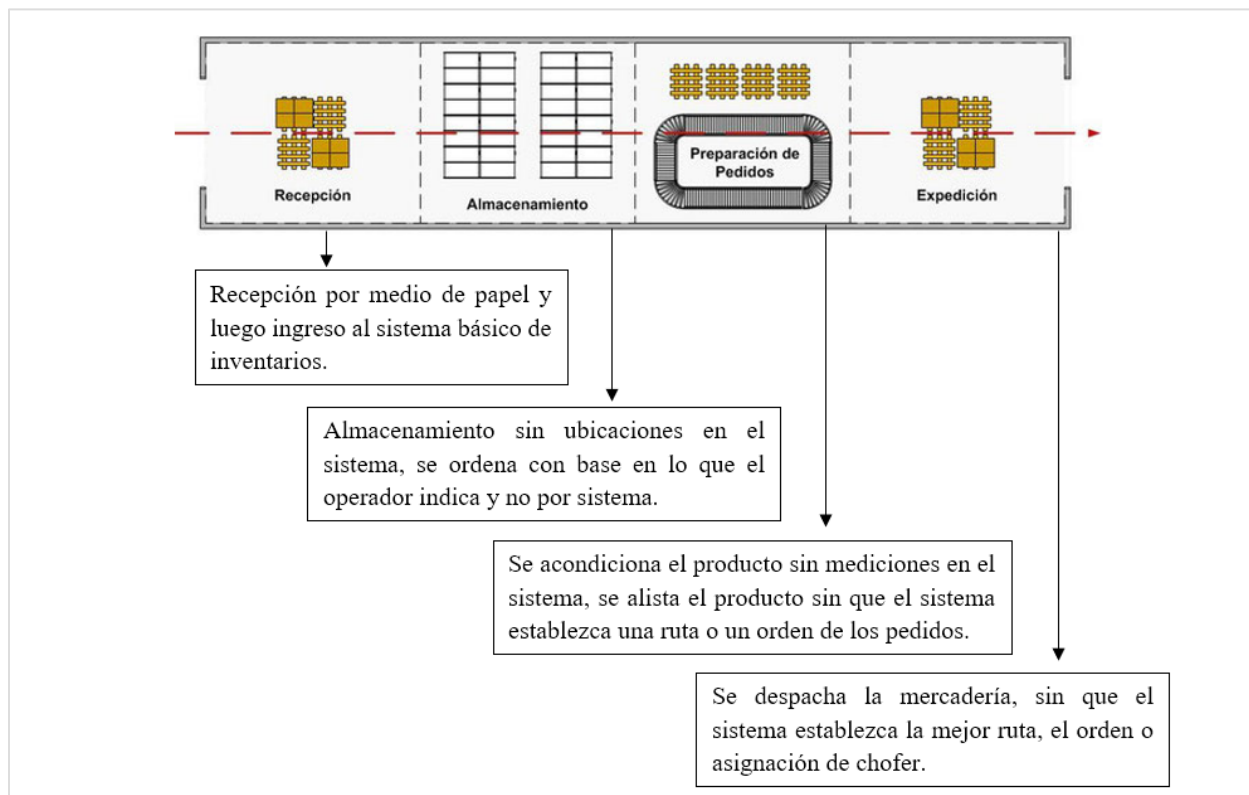 Recepción
Almacenamiento
Preparación de
Pedidos
Expedición
Recepción por medio de papel y
luego ingreso al sistema básico de
inventarios.
Almacenamiento sin ubicaciones en el
sistema, se ordena con base en lo que el
operador indica y no por sistema.
Se acondiciona el producto sin mediciones en el
sistema, se alista el producto sin que el sistema
establezca una ruta o un orden de los pedidos.
Se despacha la mercadería, sin que el
sistema establezca la mejor ruta, el orden o
asignación de chofer.